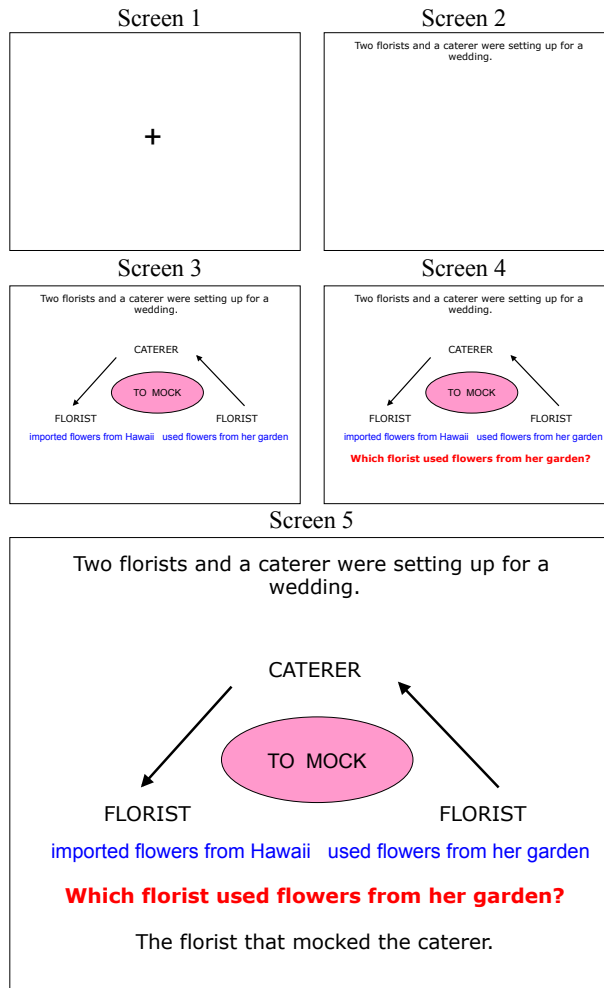 Screen 1
+
Screen 2
Two florists and a caterer were setting up for a
wedding.
Screen 3
Two florists and a caterer were setting up for a
wedding.
CATERER
TO MOCK
FLORIST FLORIST
imported flowers from Hawaii used flowers from her garden
Screen 4
Two florists and a caterer were setting up for a
wedding.
CATERER
TO MOCK
FLORIST FLORIST
imported flowers from Hawaii used flowers from her garden
Which florist used flowers from her garden?
Screen 5
Two florists and a caterer were setting up for a
wedding.
CATERER
TO MOCK
FLORIST FLORIST
imported flowers from Hawaii used flowers from her garden
Which florist used flowers from her garden?
The florist that mocked the caterer.